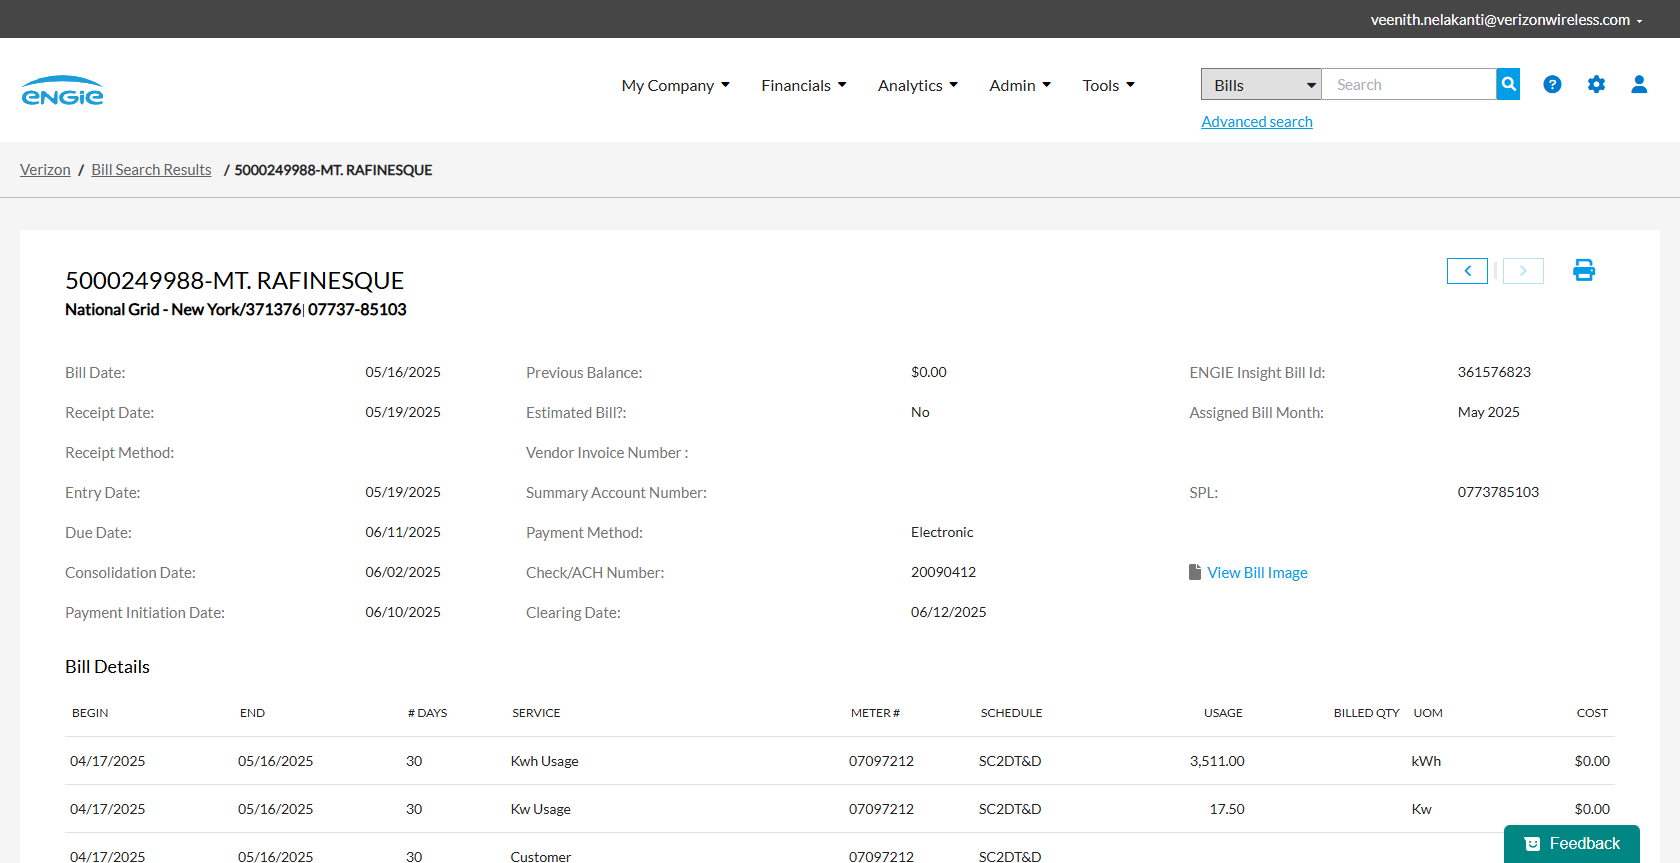 veenith.nelakanti@verizonwireless.com
ENGIE
My Company Financials Analytics Admin Tools Bills Search
Advanced search
Verizon / Bill Search Results / 5000249988-MT. RAFINESQUE
5000249988-MT. RAFINESQUE
National Grid - New York/371376| 07737-85103
Bill Date: 05/16/2025 Previous Balance: $0.00 ENGIE Insight Bill Id: 361576823
Receipt Date: 05/19/2025 Estimated Bill?: No Assigned Bill Month: May 2025
Receipt Method: Vendor Invoice Number :
Entry Date: 05/19/2025 Summary Account Number: SPL: 0773785103
Due Date: 06/11/2025 Payment Method: Electronic
Consolidation Date: 06/02/2025 Check/ACH Number: 20090412 View Bill Image
Payment Initiation Date: 06/10/2025 Clearing Date: 06/12/2025
Bill Details
BEGIN END # DAYS SERVICE METER # SCHEDULE USAGE BILLED QTY UOM COST
04/17/2025 05/16/2025 30 Kwh Usage 07097212 SC2DT&D 3,511.00 kWh $0.00
04/17/2025 05/16/2025 30 Kw Usage 07097212 SC2DT&D 17.50 Kw $0.00
04/17/2025 05/16/2025 30 Customer 07097212 SC2DT&D
Feedback